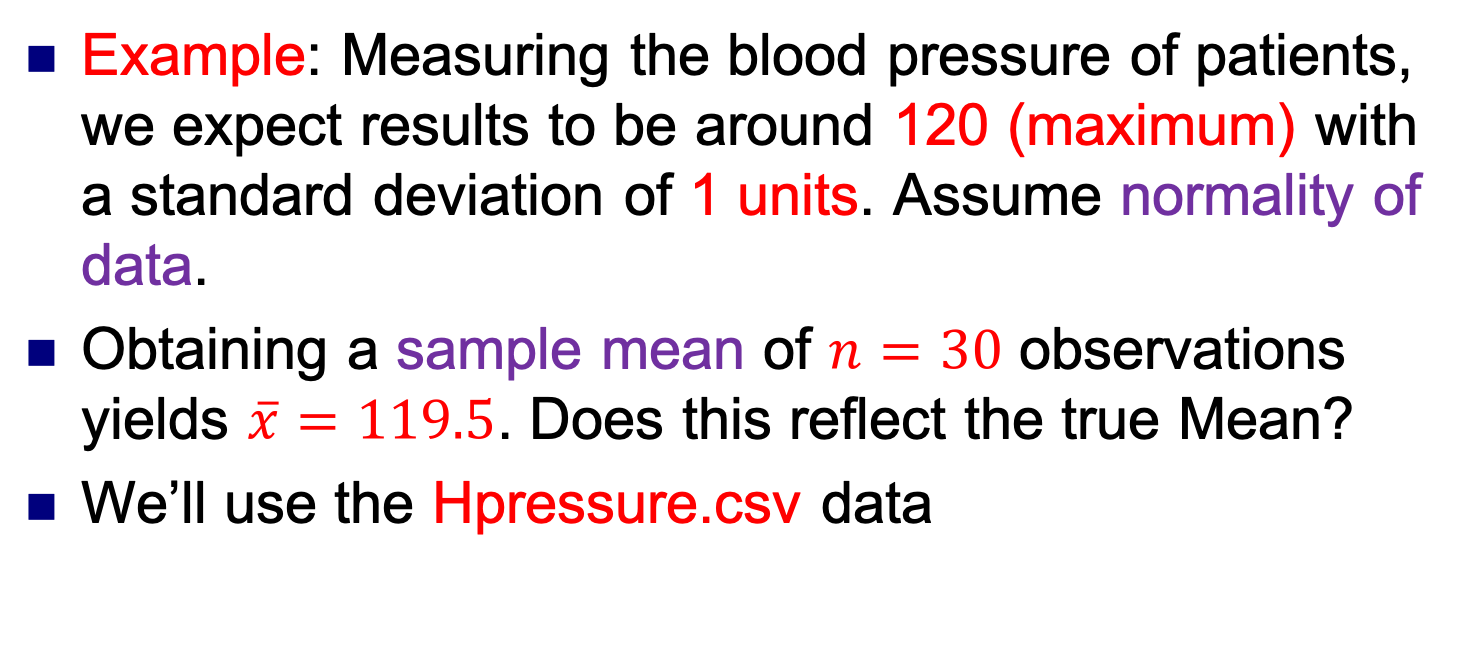 Example: Measuring the blood pressure of patients,
we expect results to be around 120 (maximum) with
a standard deviation of 1 units. Assume normality of
data.
Obtaining a sample mean of n = 30 observations
yields x̄ = 119.5. Does this reflect the true Mean?
We’ll use the Hpressure.csv data